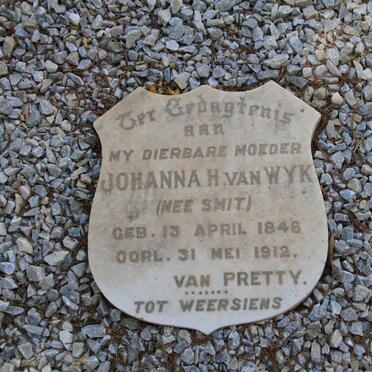 Ter Gedagtenis
aan
MY DIERBARE MOEDER
JOHANNA H. VAN WYK
(NEE SMIT)
GEB. 13 APRIL 1846
OORL. 31 MEI 1912.
VAN PRETTY.
TOT WEERSIENS